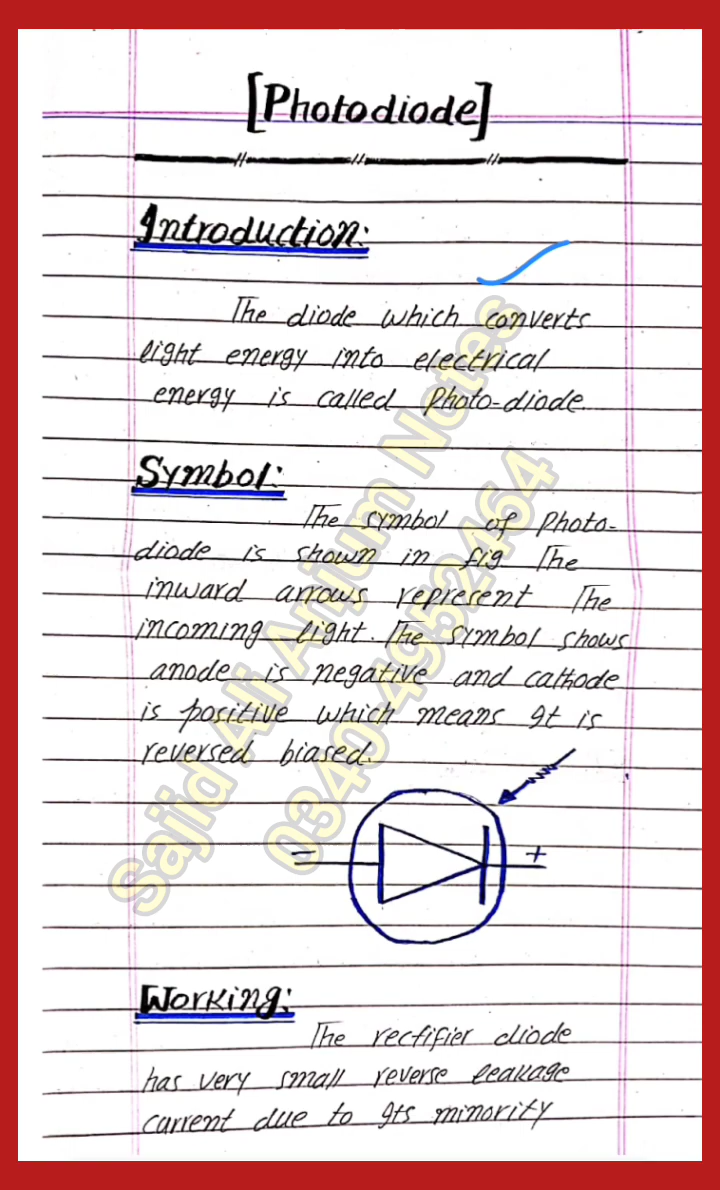 [Photodiode]
Introduction:
The diode which converts
light energy into electrical
energy is called Photo-diode.
Symbol:
The symbol of Photo-
diode is shown in fig The
inward arrows represent The
incoming light. The symbol shows
anode is negative and cathode
is positive which means It is
reversed biased.
- +
Working:
The rectifier diode
has very small reverse leakage
current due to Its minority
Sajid Ali Anjum Notes
0340-4952464